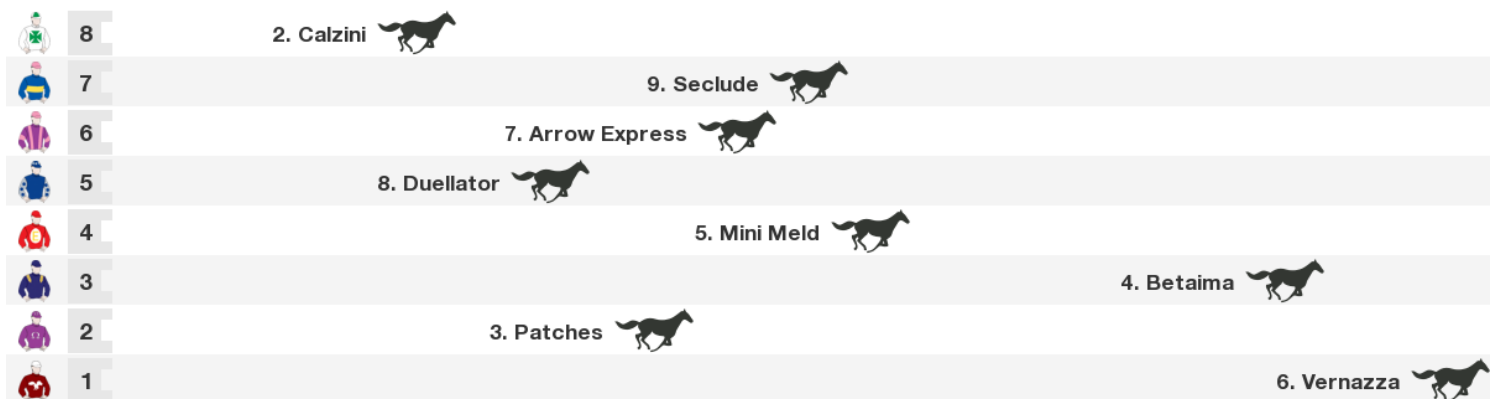 8 2. Calzini
7 9. Seclude
6 7. Arrow Express
5 8. Duellator
4 5. Mini Meld
3 4. Betaima
2 3. Patches
1 6. Vernazza